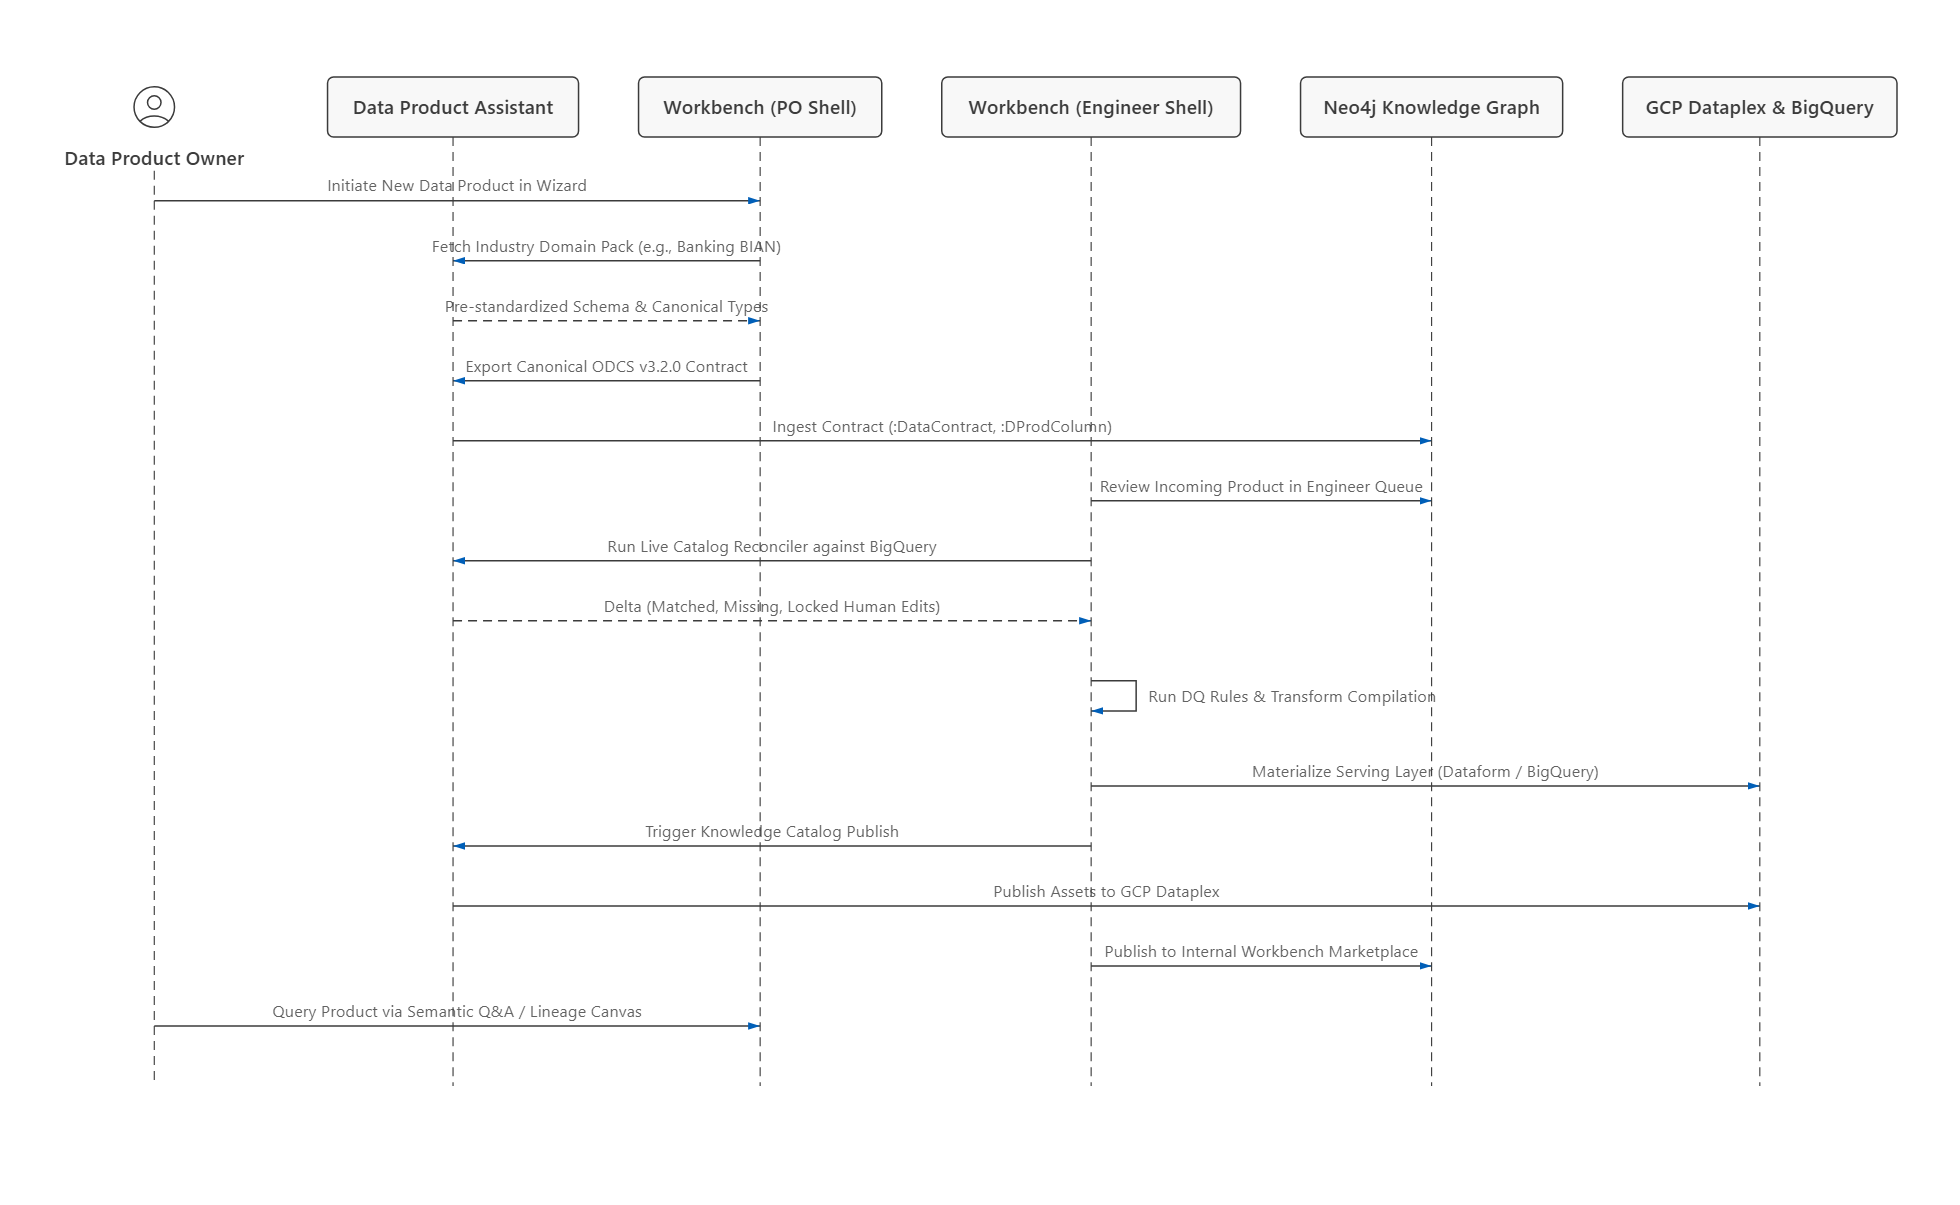 Data Product Owner
Data Product Assistant
Workbench (PO Shell)
Workbench (Engineer Shell)
Neo4j Knowledge Graph
GCP Dataplex & BigQuery
Initiate New Data Product in Wizard
Fetch Industry Domain Pack (e.g., Banking BIAN)
Pre-standardized Schema & Canonical Types
Export Canonical ODCS v3.2.0 Contract
Ingest Contract (:DataContract, :DProdColumn)
Review Incoming Product in Engineer Queue
Run Live Catalog Reconciler against BigQuery
Delta (Matched, Missing, Locked Human Edits)
Run DQ Rules & Transform Compilation
Materialize Serving Layer (Dataform / BigQuery)
Trigger Knowledge Catalog Publish
Publish Assets to GCP Dataplex
Publish to Internal Workbench Marketplace
Query Product via Semantic Q&A / Lineage Canvas